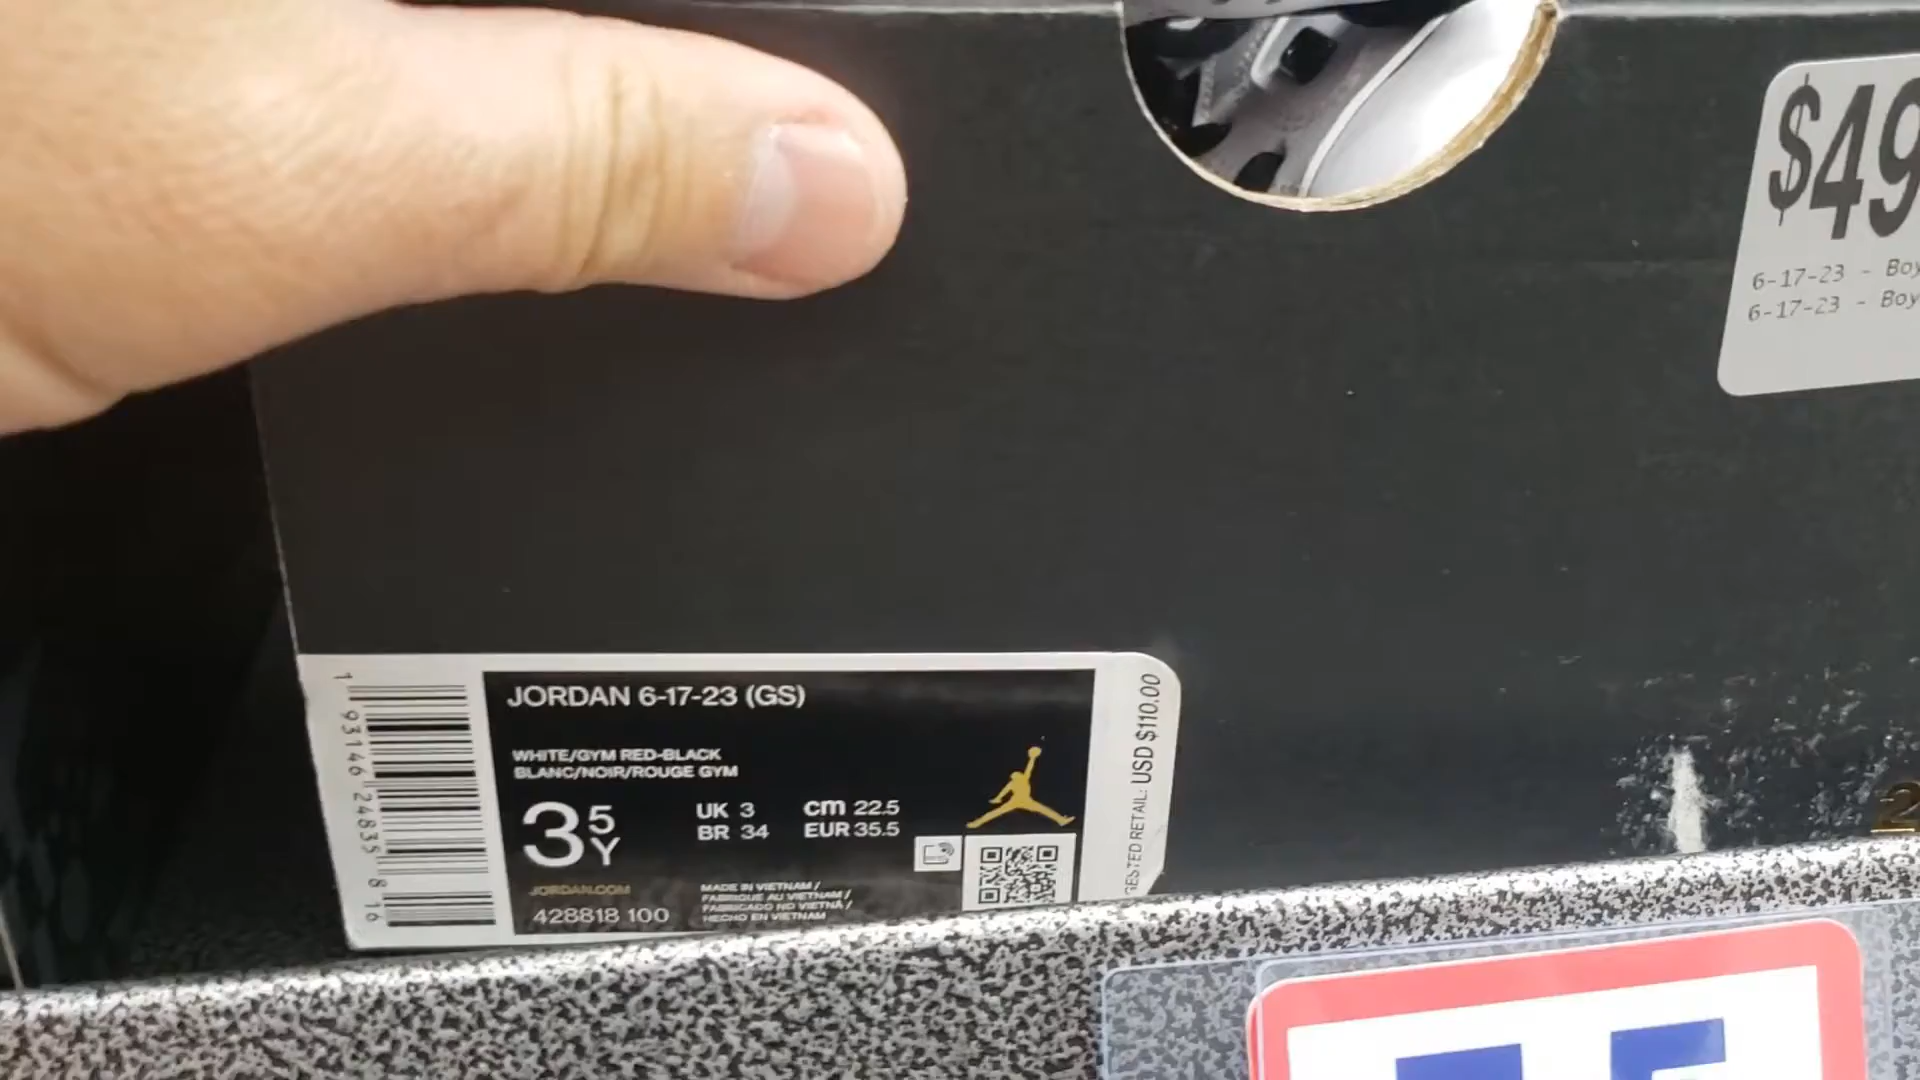 $49
6-17-23 - Boy
6-17-23 - Boy
JORDAN 6-17-23 (GS)
WHITE/GYM RED-BLACK
BLANC/NOIR/ROUGE GYM
3 5Y
UK 3
BR 34
cm 22.5
EUR 35.5
JORDAN.COM
428818 100
MADE IN VIETNAM /
FABRIQUE AU VIETNAM /
FABRICADO NO VIETNÃ /
HECHO EN VIETNAM
1 93146 24835 8 16
GESTED RETAIL: USD $110.00
2